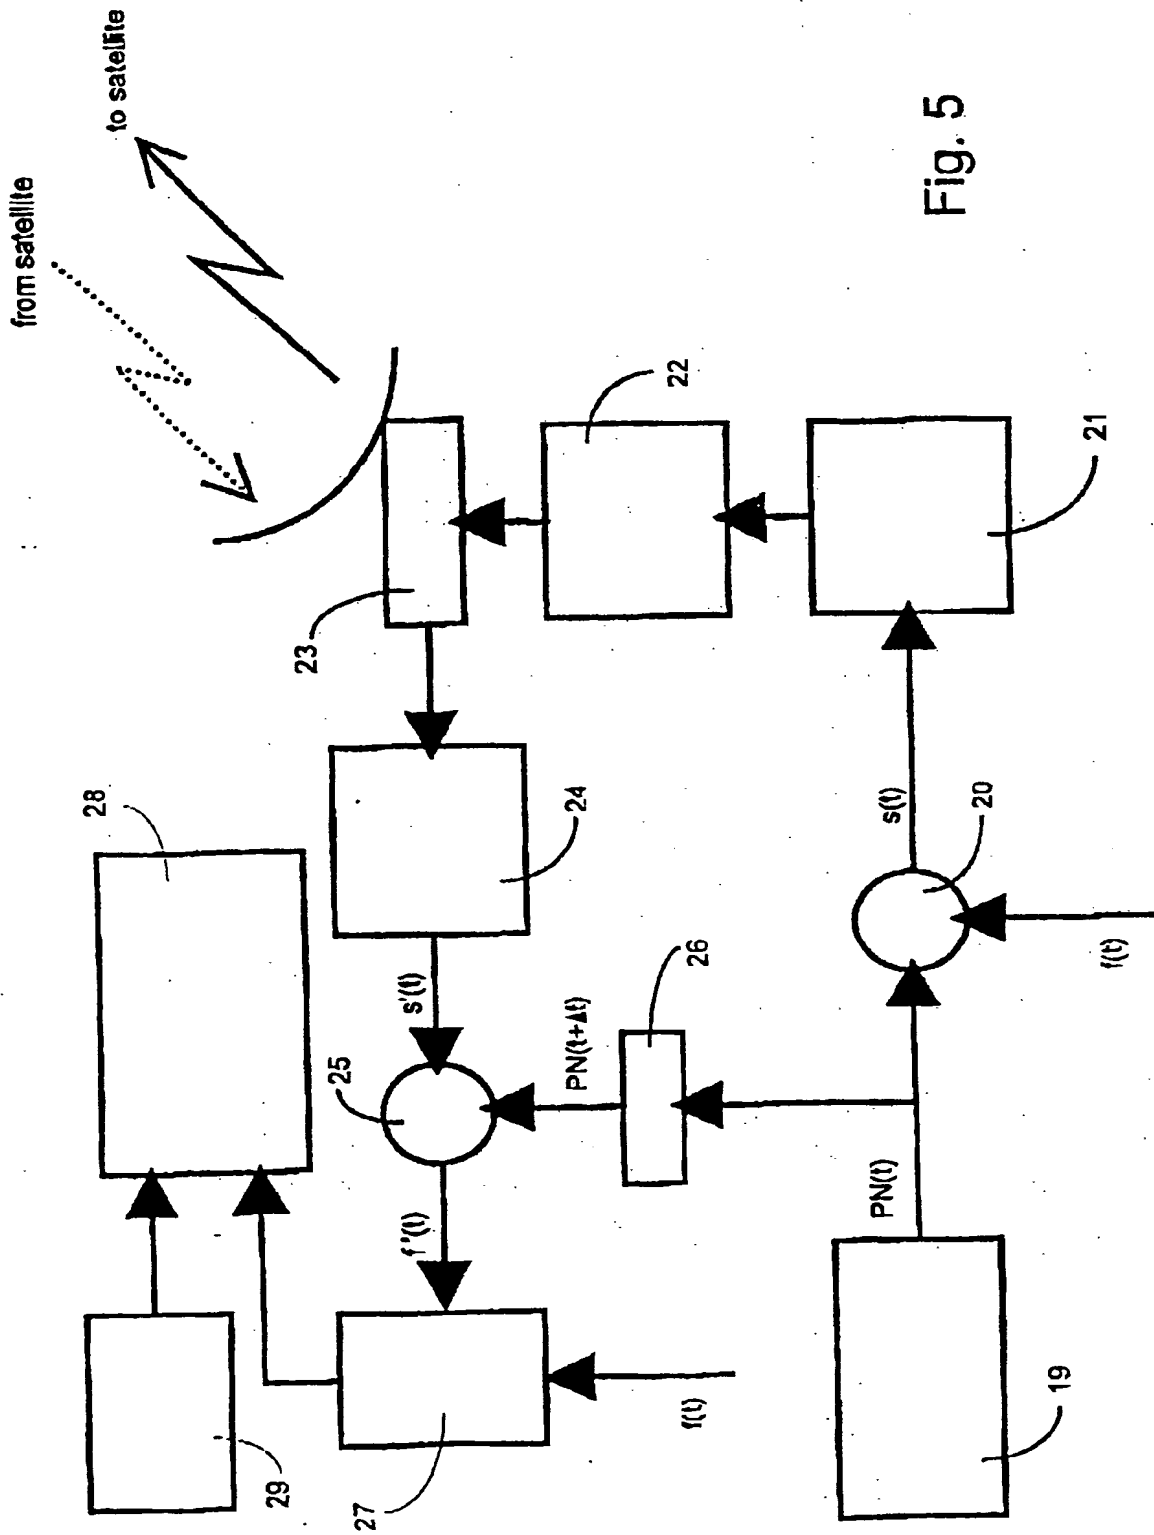 from satellite
to satellite
28
23
22
24
21
29
25
s'(t)
26
s(t)
20
f'(t)
PN(t+Δt)
27
f(t)
PN(t)
f(t)
19
Fig. 5